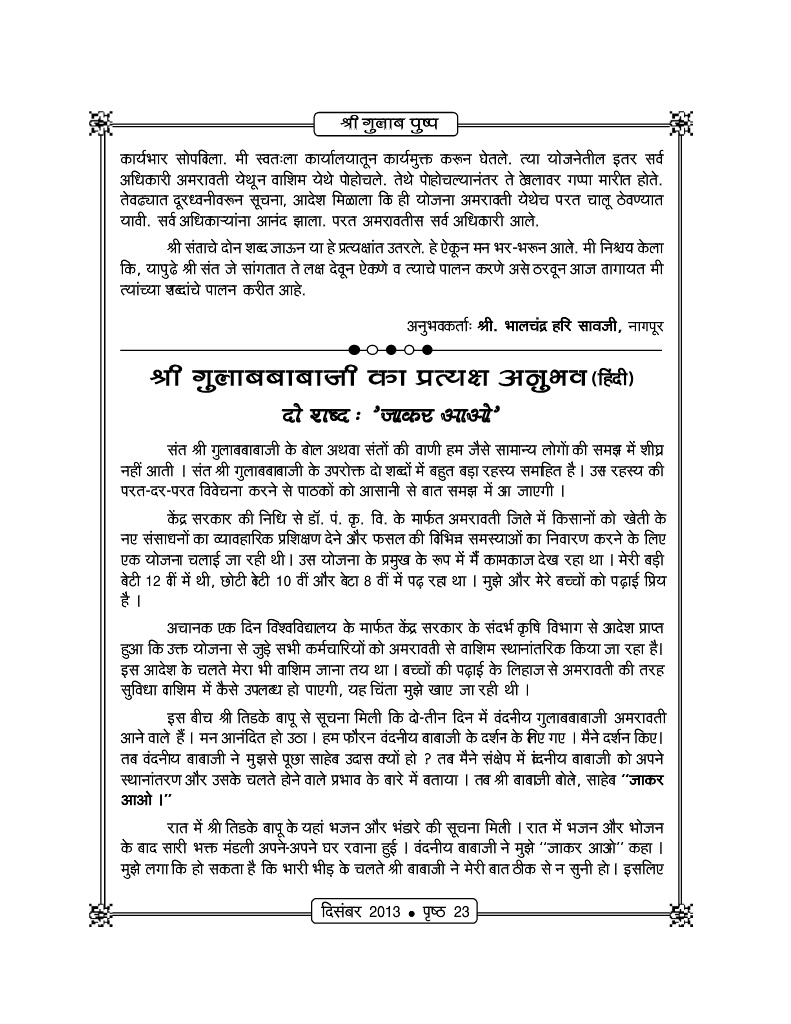 श्री गुलाब पुष्प
कार्यभार सोपविला. मी स्वतःला कार्यालयातून कार्यमुक्त करून घेतले. त्या योजनेतील इतर सर्व
अधिकारी अमरावती येथून वाशिम येथे पोहोचले. तेथे पोहोचल्यानंतर ते टेबलावर गप्पा मारीत होते.
तेवढ्यात दूरध्वनीवरून सूचना, आदेश मिळाला कि ही योजना अमरावती येथेच परत चालू ठेवण्यात
यावी. सर्व अधिकाऱ्यांना आनंद झाला. परत अमरावतीस सर्व अधिकारी आले.
श्री संताचे दोन शब्द जाऊन या हे प्रत्यक्षांत उतरले. हे ऐकून मन भर-भरून आले. मी निश्चय केला
कि, यापुढे श्री संत जे सांगतात ते लक्ष देवून ऐकणे व त्याचे पालन करणे असे ठरवून आज तागायत मी
त्यांच्या शब्दांचे पालन करीत आहे.
अनुभवकर्ताः श्री. भालचंद्र हरि सावजी, नागपूर
श्री गुलाबबाबाजी का प्रत्यक्ष अनुभव (हिंदी)
दो शब्द : 'जाकर आओ'
संत श्री गुलाबबाबाजी के बोल अथवा संतों की वाणी हम जैसे सामान्य लोगों की समझ में शीघ्र
नहीं आती । संत श्री गुलाबबाबाजी के उपरोक्त दो शब्दों में बहुत बड़ा रहस्य समाहित है । उस रहस्य की
परत-दर-परत विवेचना करने से पाठकों को आसानी से बात समझ में आ जाएगी ।
केंद्र सरकार की निधि से डॉ. पं. कृ. वि. के मार्फत अमरावती जिले में किसानों को खेती के
नए संसाधनों का व्यावहारिक प्रशिक्षण देने और फसल की विभिन्न समस्याओं का निवारण करने के लिए
एक योजना चलाई जा रही थी । उस योजना के प्रमुख के रूप में मैं कामकाज देख रहा था । मेरी बड़ी
बेटी 12 वीं में थी, छोटी बेटी 10 वीं और बेटा 8 वीं में पढ़ रहा था । मुझे और मेरे बच्चों को पढ़ाई प्रिय
है ।
अचानक एक दिन विश्वविद्यालय के मार्फत केंद्र सरकार के संदर्भ कृषि विभाग से आदेश प्राप्त
हुआ कि उक्त योजना से जुड़े सभी कर्मचारियों को अमरावती से वाशिम स्थानांतरिक किया जा रहा है।
इस आदेश के चलते मेरा भी वाशिम जाना तय था । बच्चों की पढ़ाई के लिहाज से अमरावती की तरह
सुविधा वाशिम में कैसे उपलब्ध हो पाएगी, यह चिंता मुझे खाए जा रही थी ।
इस बीच श्री तिडके बापू से सूचना मिली कि दो-तीन दिन में वंदनीय गुलाबबाबाजी अमरावती
आने वाले हैं । मन आनंदित हो उठा । हम फौरन वंदनीय बाबाजी के दर्शन के लिए गए । मैने दर्शन किए।
तब वंदनीय बाबाजी ने मुझसे पूछा साहेब उदास क्यों हो ? तब मैने संक्षेप में वंदनीय बाबाजी को अपने
स्थानांतरण और उसके चलते होने वाले प्रभाव के बारे में बताया । तब श्री बाबाजी बोले, साहेब ''जाकर
आओ ।''
रात में श्री तिडके बापू के यहां भजन और भंडारे की सूचना मिली । रात में भजन और भोजन
के बाद सारी भक्त मंडली अपने-अपने घर रवाना हुई । वंदनीय बाबाजी ने मुझे ''जाकर आओ'' कहा ।
मुझे लगा कि हो सकता है कि भारी भीड़ के चलते श्री बाबाजी ने मेरी बात ठीक से न सुनी हो। इसलिए
दिसंबर 2013 ● पृष्ठ 23